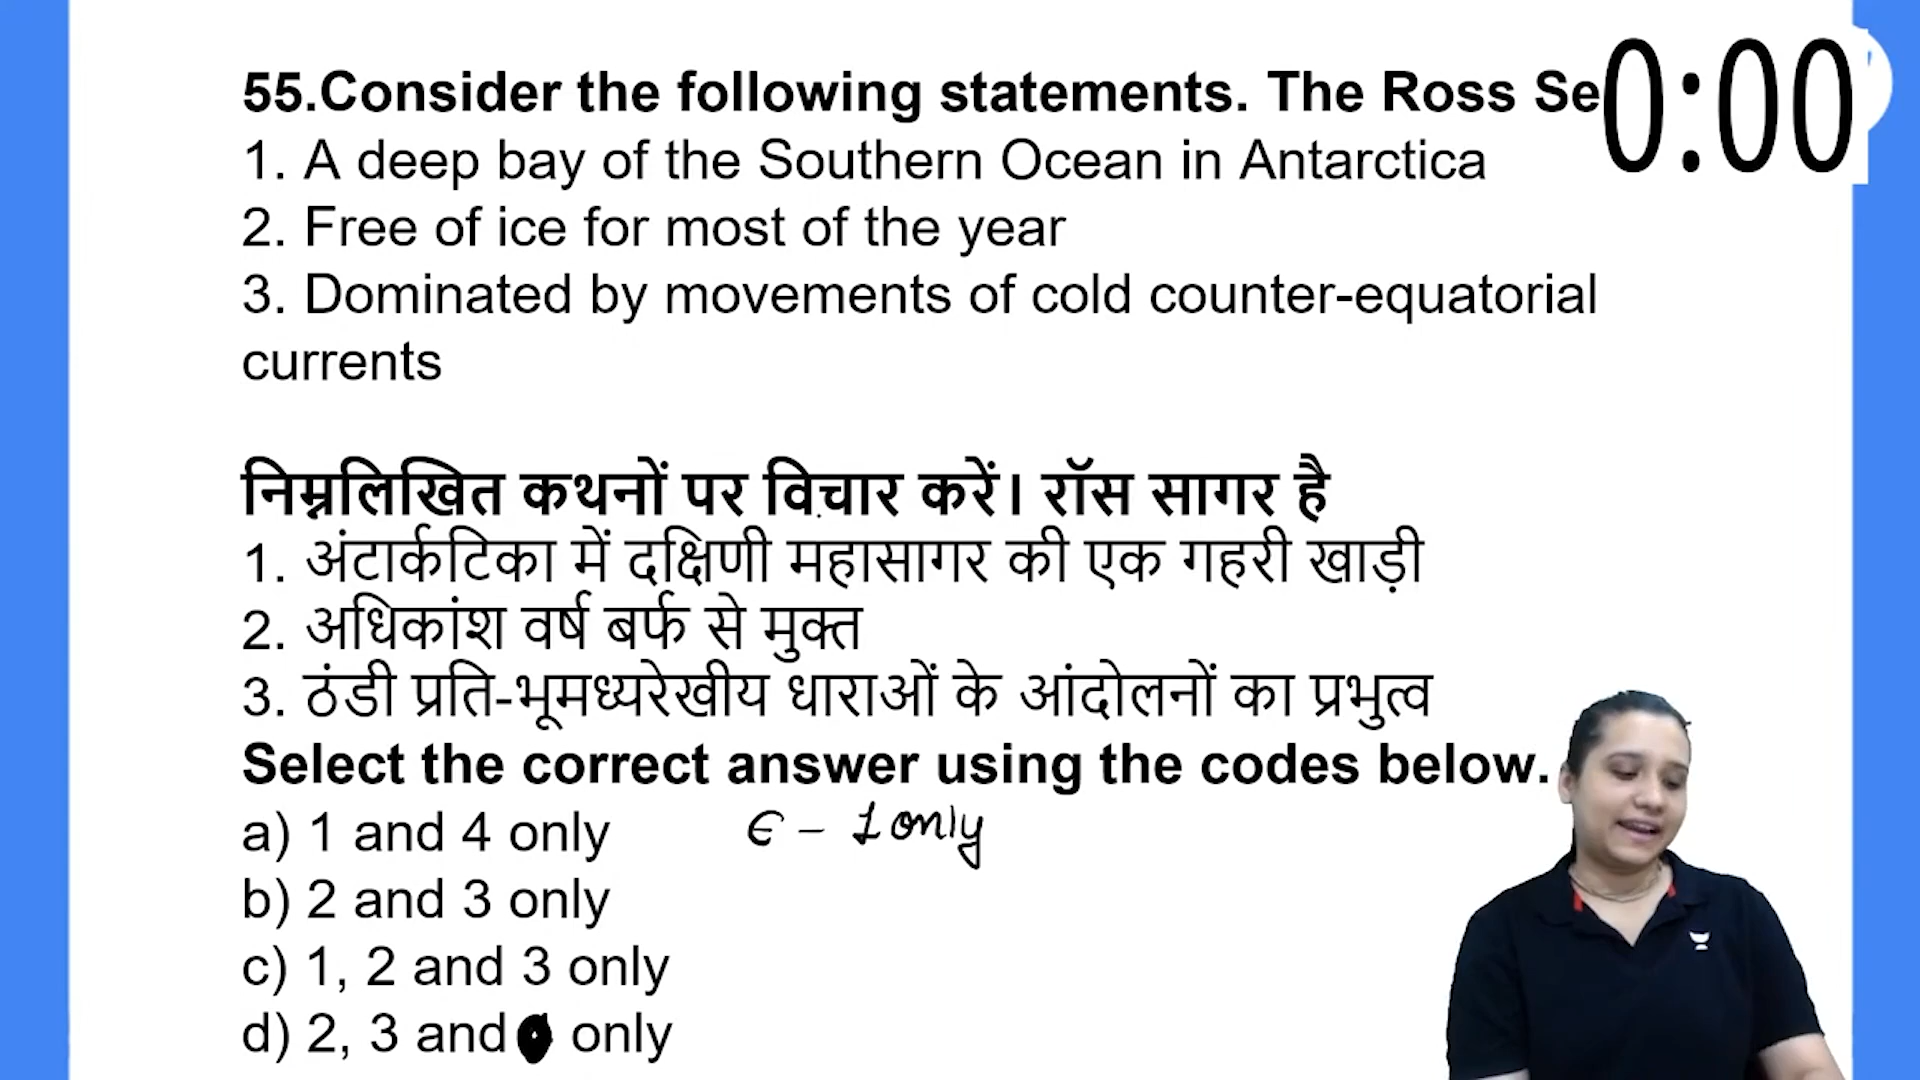 55.Consider the following statements. The Ross Se
0:00
1. A deep bay of the Southern Ocean in Antarctica
2. Free of ice for most of the year
3. Dominated by movements of cold counter-equatorial
currents
निम्नलिखित कथनों पर विचार करें। रॉस सागर है
1. अंटार्कटिका में दक्षिणी महासागर की एक गहरी खाड़ी
2. अधिकांश वर्ष बर्फ से मुक्त
3. ठंडी प्रति-भूमध्यरेखीय धाराओं के आंदोलनों का प्रभुत्व
Select the correct answer using the codes below.
a) 1 and 4 only
E - 1 only
b) 2 and 3 only
c) 1, 2 and 3 only
d) 2, 3 and only